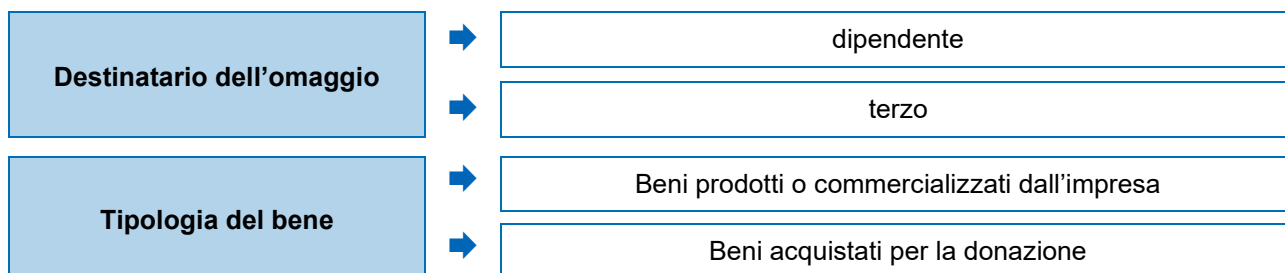 Destinatario dell’omaggio
dipendente
terzo
Tipologia del bene
Beni prodotti o commercializzati dall’impresa
Beni acquistati per la donazione